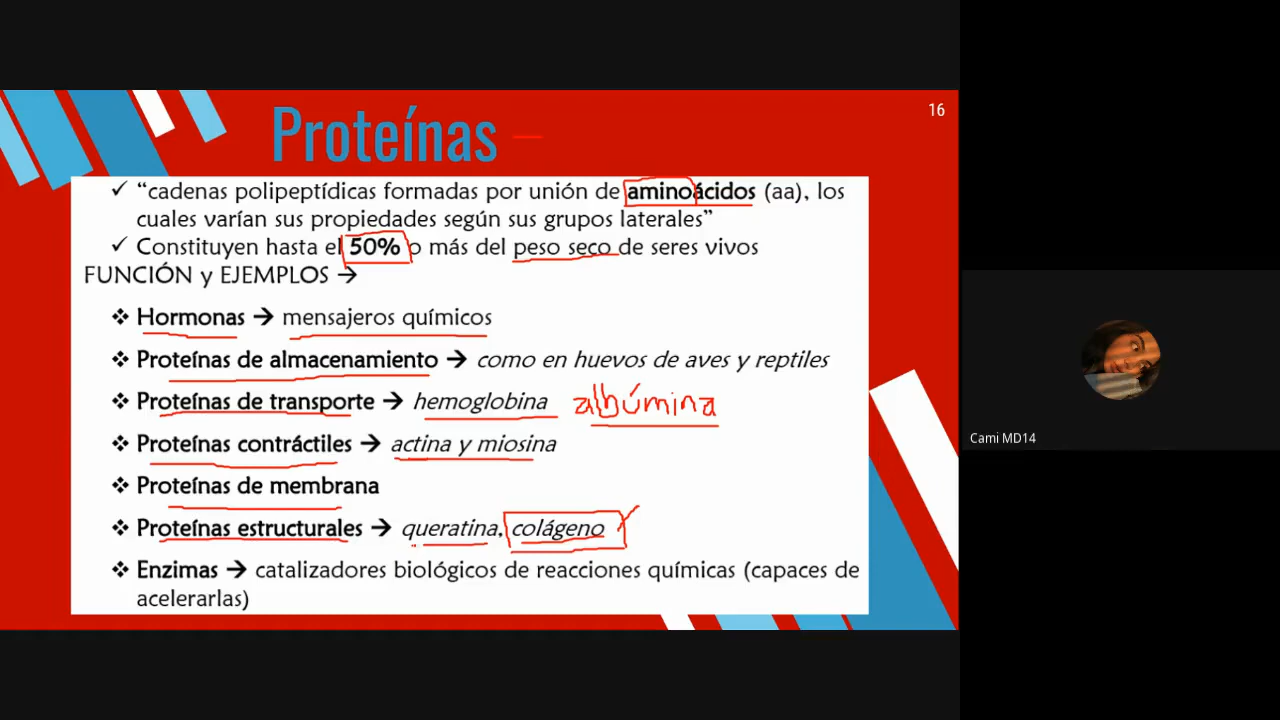 16
Proteínas
✓ “cadenas polipeptídicas formadas por unión de aminoácidos (aa), los
cuales varían sus propiedades según sus grupos laterales”
✓ Constituyen hasta el 50% o más del peso seco de seres vivos
FUNCIÓN y EJEMPLOS →
❖ Hormonas → mensajeros químicos
❖ Proteínas de almacenamiento → como en huevos de aves y reptiles
❖ Proteínas de transporte → hemoglobina albúmina
❖ Proteínas contráctiles → actina y miosina
❖ Proteínas de membrana
❖ Proteínas estructurales → queratina, colágeno
❖ Enzimas → catalizadores biológicos de reacciones químicas (capaces de
acelerarlas)
Cami MD14